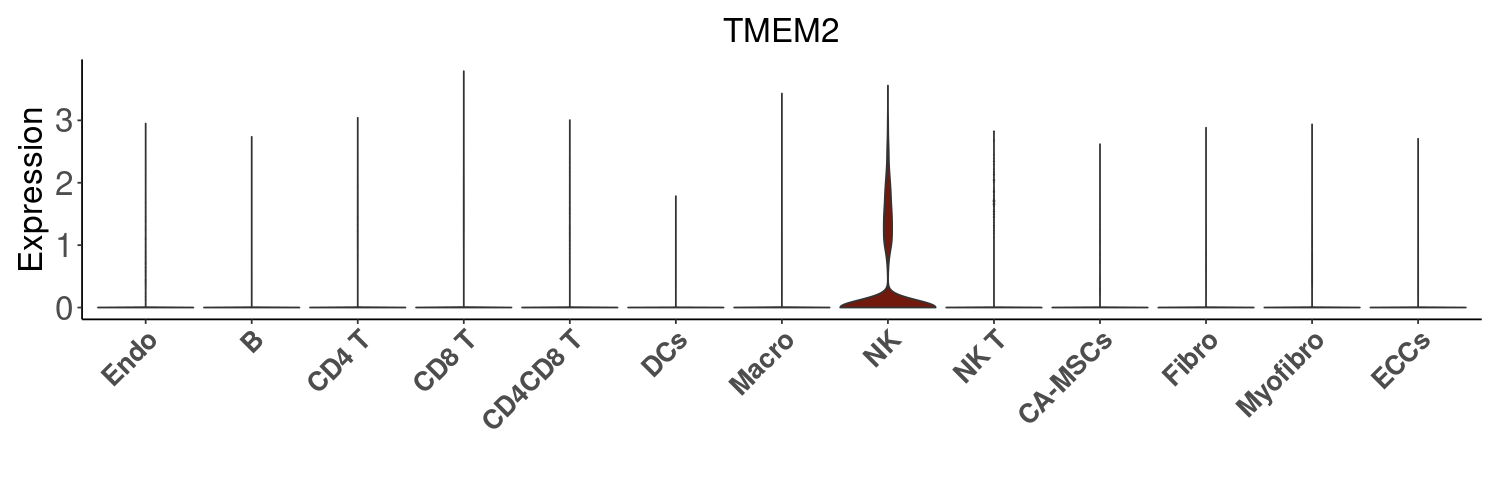 TMEM2
Expression
3
2
1
0
Endo
B
CD4 T
CD8 T
CD4CD8 T
DCs
Macro
NK
NK T
CA-MSCs
Fibro
Myofibro
ECCs